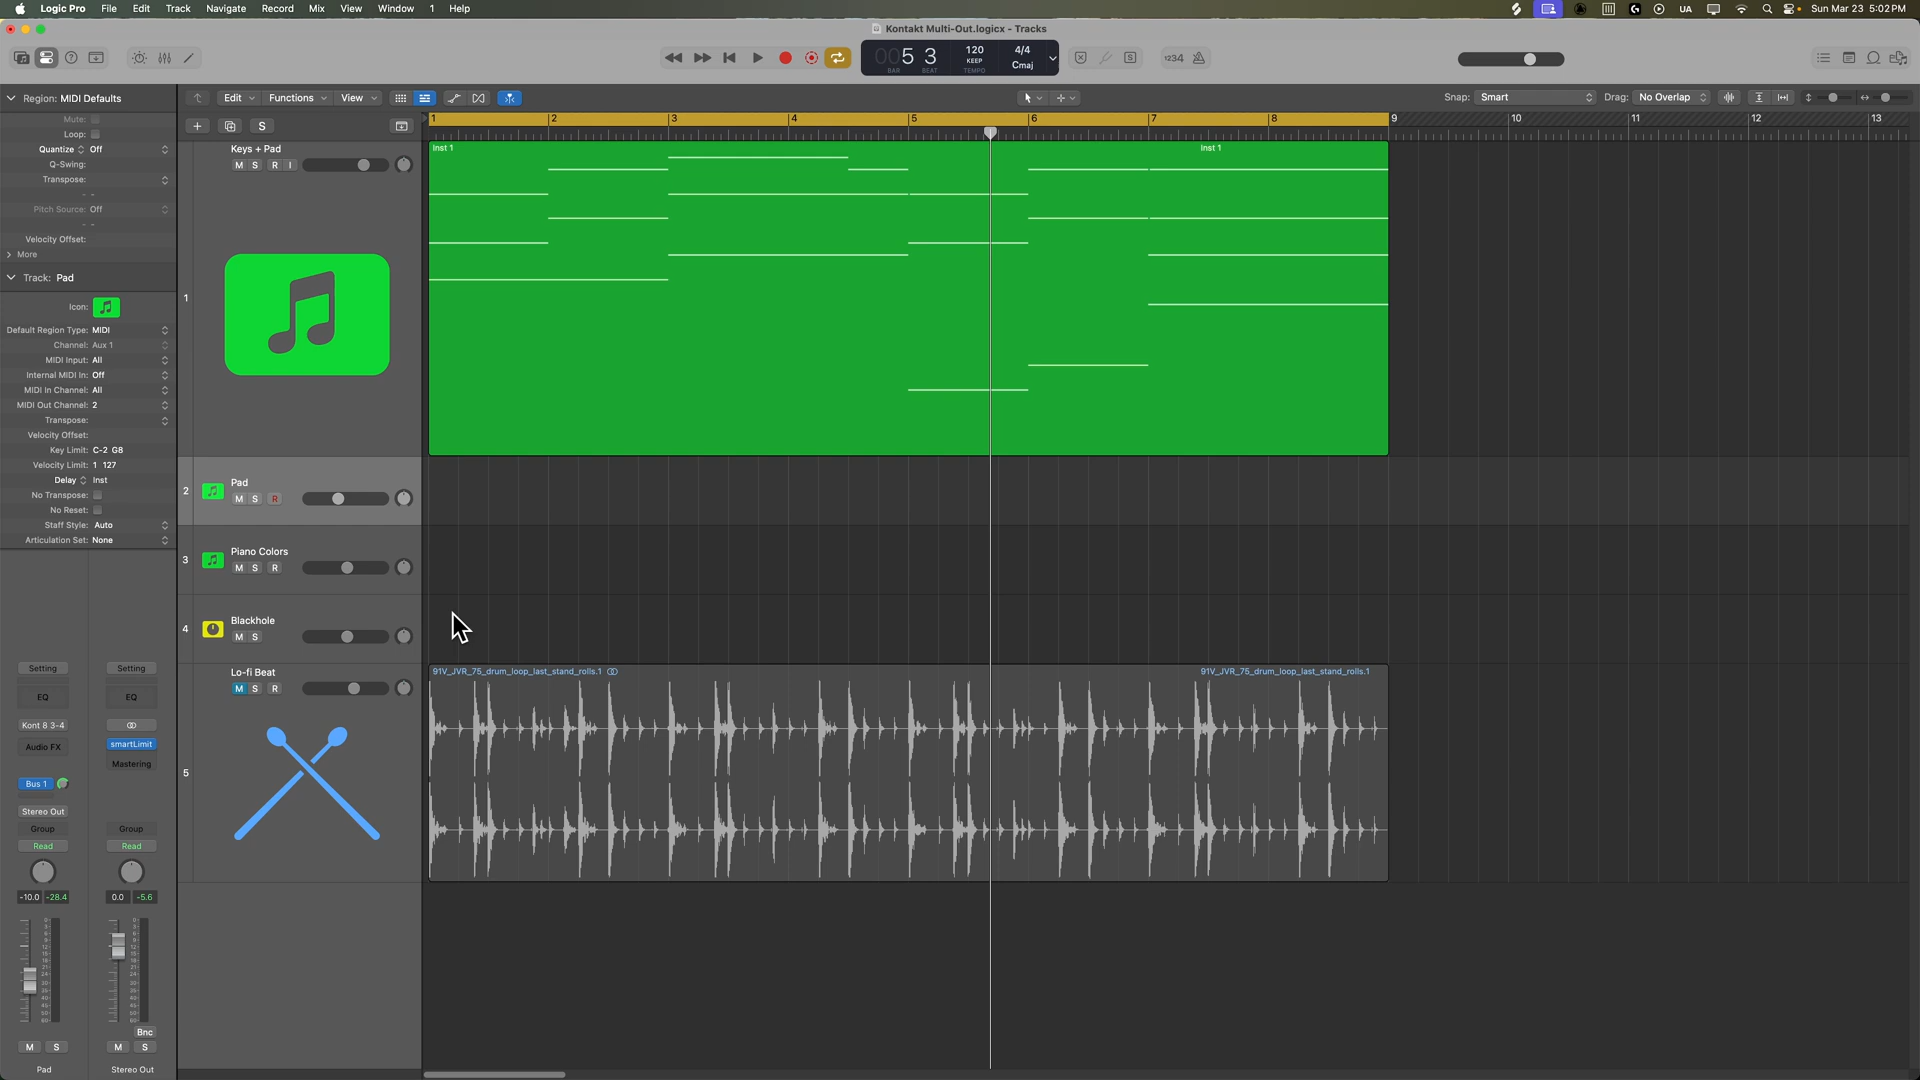 Logic Pro File Edit Track Navigate Record Mix View Window 1 Help
UA Sun Mar 23 5:02 PM
Kontakt Multi-Out.logicx - Tracks
005 3 120 4/4
KEEP Cmaj
BAR BEAT TEMPO
1234
Region: MIDI Defaults
Edit Functions View
Snap: Smart Drag: No Overlap
S
1 2 3 4 5 6 7 8 9 10 11 12 13
Mute:
Loop:
Quantize Off
Q-Swing:
Transpose:
- -
Pitch Source: Off
- -
Velocity Offset:
More
Track: Pad
Icon:
Default Region Type: MIDI
Channel: Aux 1
MIDI Input: All
Internal MIDI In: Off
MIDI In Channel: All
MIDI Out Channel: 2
Transpose:
Velocity Offset:
Key Limit: C-2 G8
Velocity Limit: 1 127
Delay Inst
No Transpose:
No Reset:
Staff Style: Auto
Articulation Set: None
Keys + Pad
M S R I
1
Inst 1 Inst 1
Pad
2
M S R
Piano Colors
3
M S R
Blackhole
4
M S
Lo-fi Beat
M S R
5
91V_JVR_75_drum_loop_last_stand_rolls.1 91V_JVR_75_drum_loop_last_stand_rolls.1
Setting Setting
EQ EQ
Kont 8 3-4
Audio FX smartLimit
Mastering
Bus 1
Stereo Out
Group Group
Read Read
-10.0 -28.4 0.0 -5.6
Bnc
M S M S
Pad Stereo Out